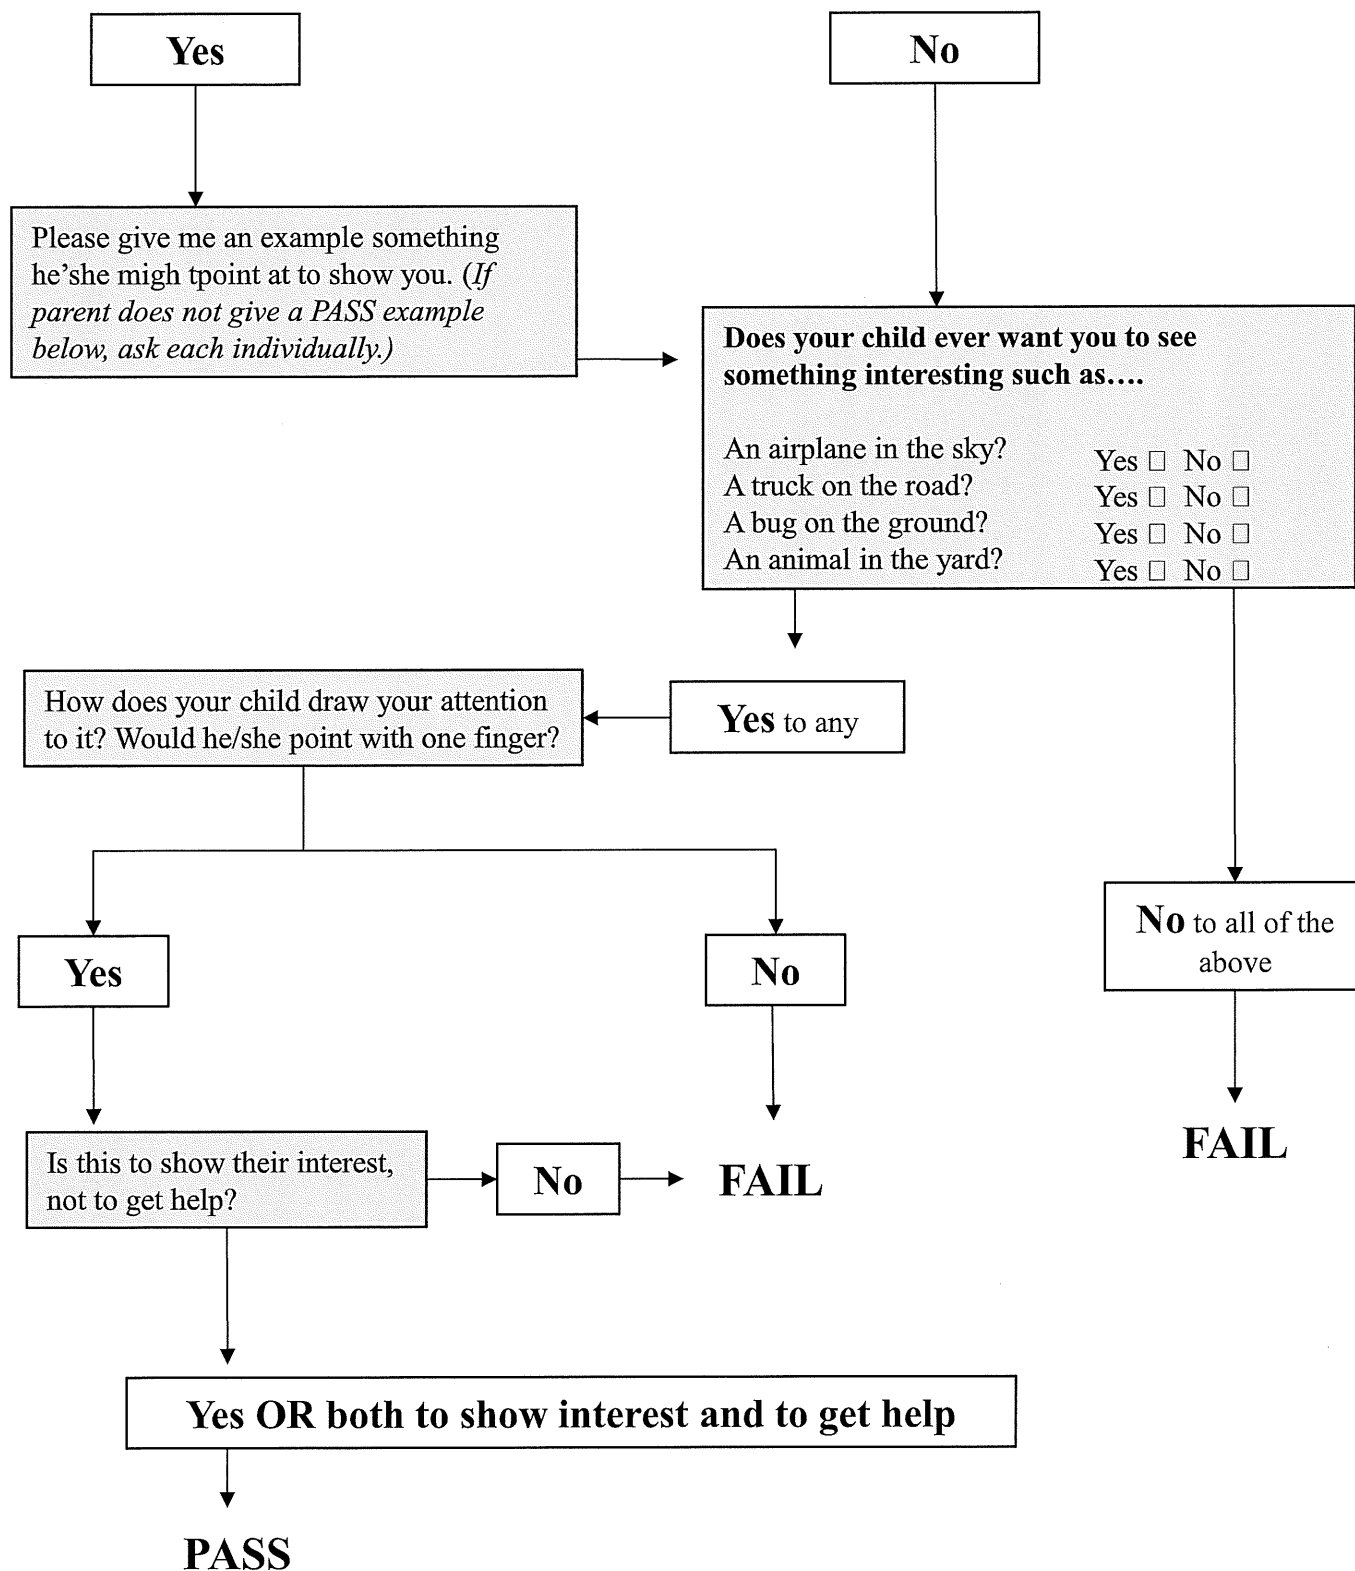 Yes
No
Please give me an example something
he'she migh tpoint at to show you. (If
parent does not give a PASS example
below, ask each individually.)
Does your child ever want you to see
something interesting such as….
An airplane in the sky? Yes □ No □
A truck on the road? Yes □ No □
A bug on the ground? Yes □ No □
An animal in the yard? Yes □ No □
How does your child draw your attention
to it? Would he/she point with one finger?
Yes to any
Yes
No
No to all of the
above
Is this to show their interest,
not to get help?
No
FAIL
FAIL
Yes OR both to show interest and to get help
PASS